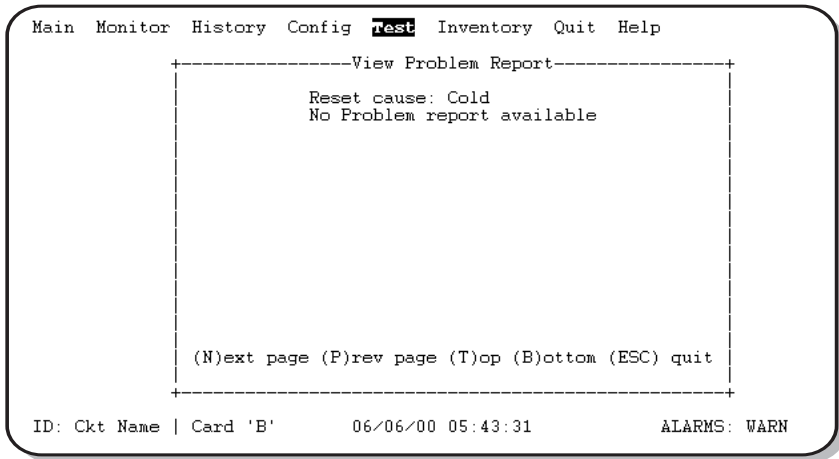 Main Monitor History Config Test Inventory Quit Help
View Problem Report
Reset cause: Cold
No Problem report available
(N)ext page (P)rev page (T)op (B)ottom (ESC) quit
ID: Ckt Name | Card 'B' 06/06/00 05:43:31 ALARMS: WARN